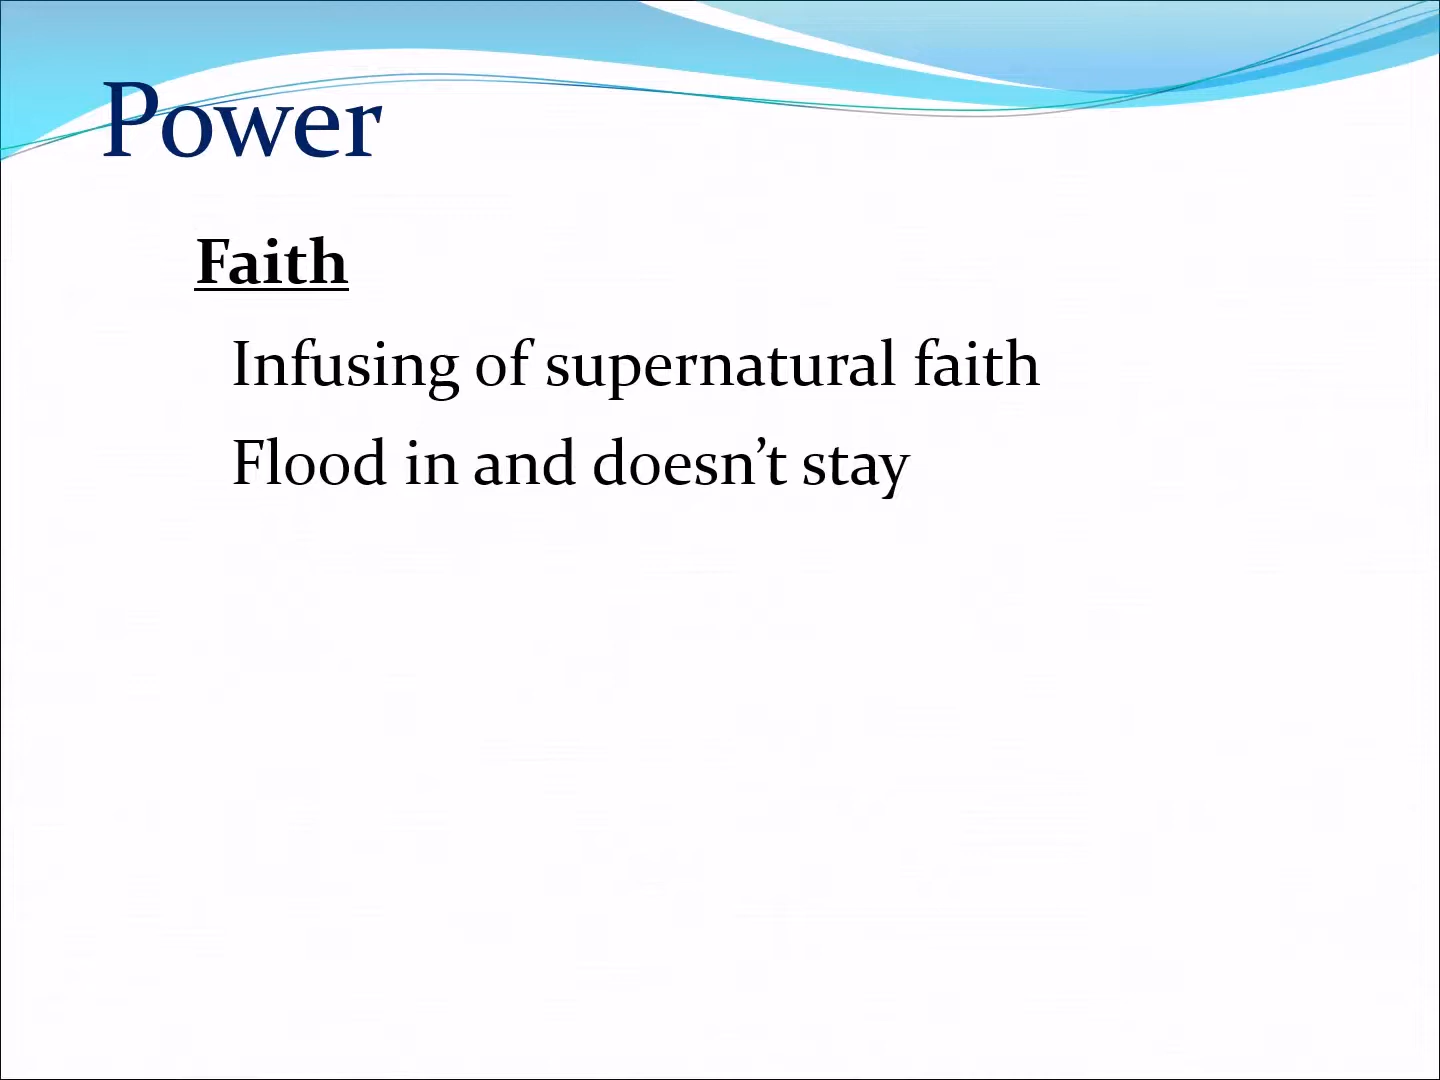 Power
Faith
Infusing of supernatural faith
Flood in and doesn’t stay